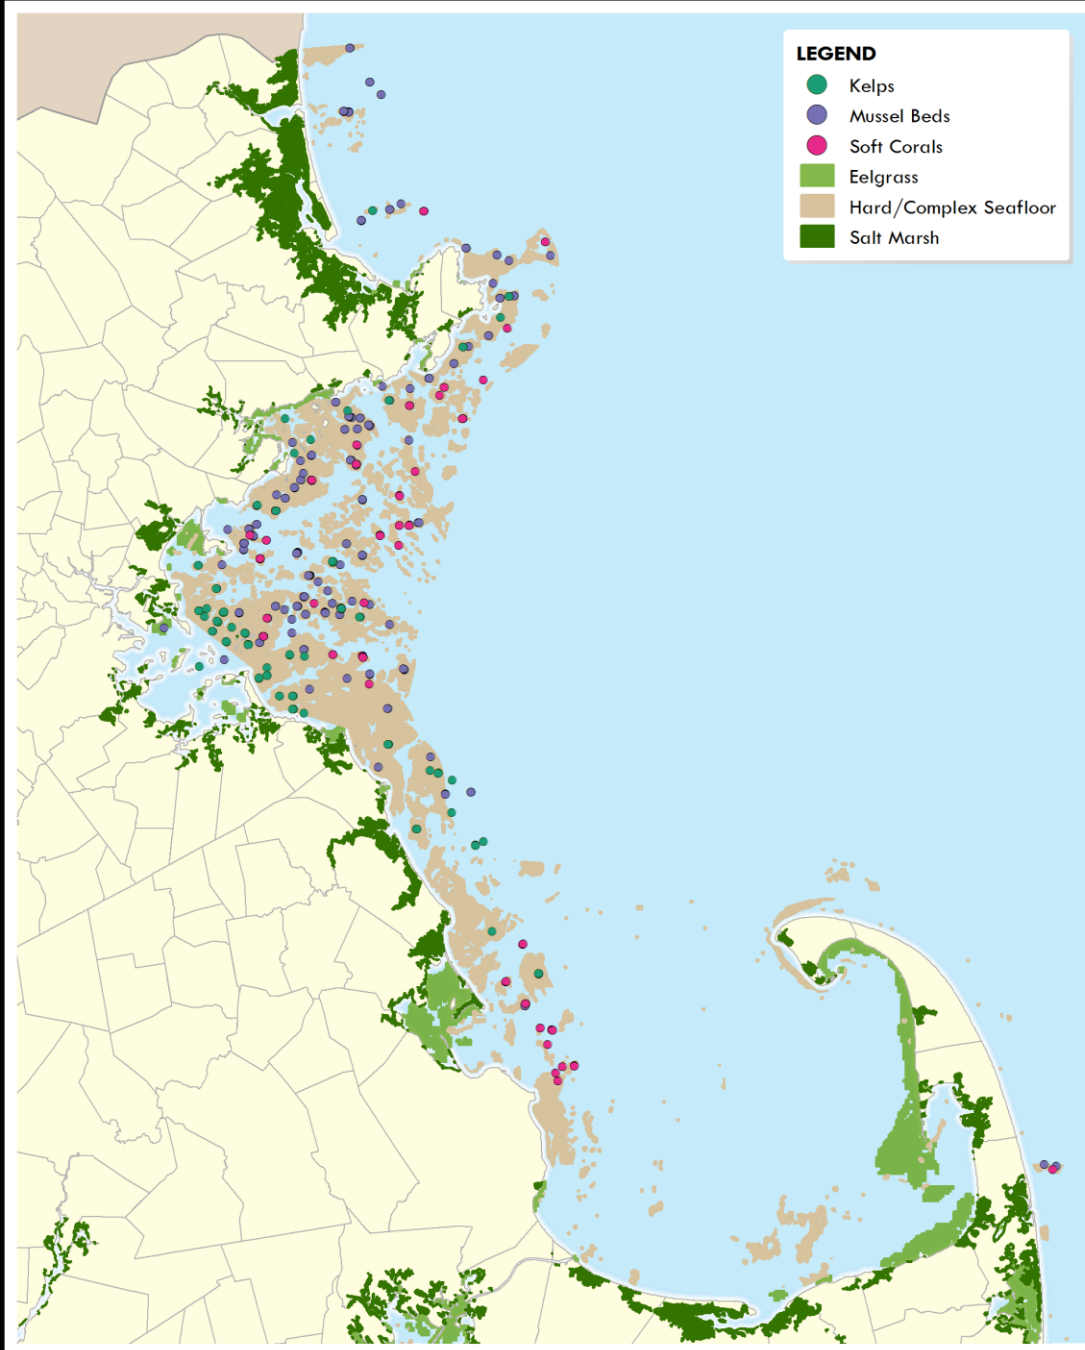 LEGEND
Kelps
Mussel Beds
Soft Corals
Eelgrass
Hard/Complex Seafloor
Salt Marsh